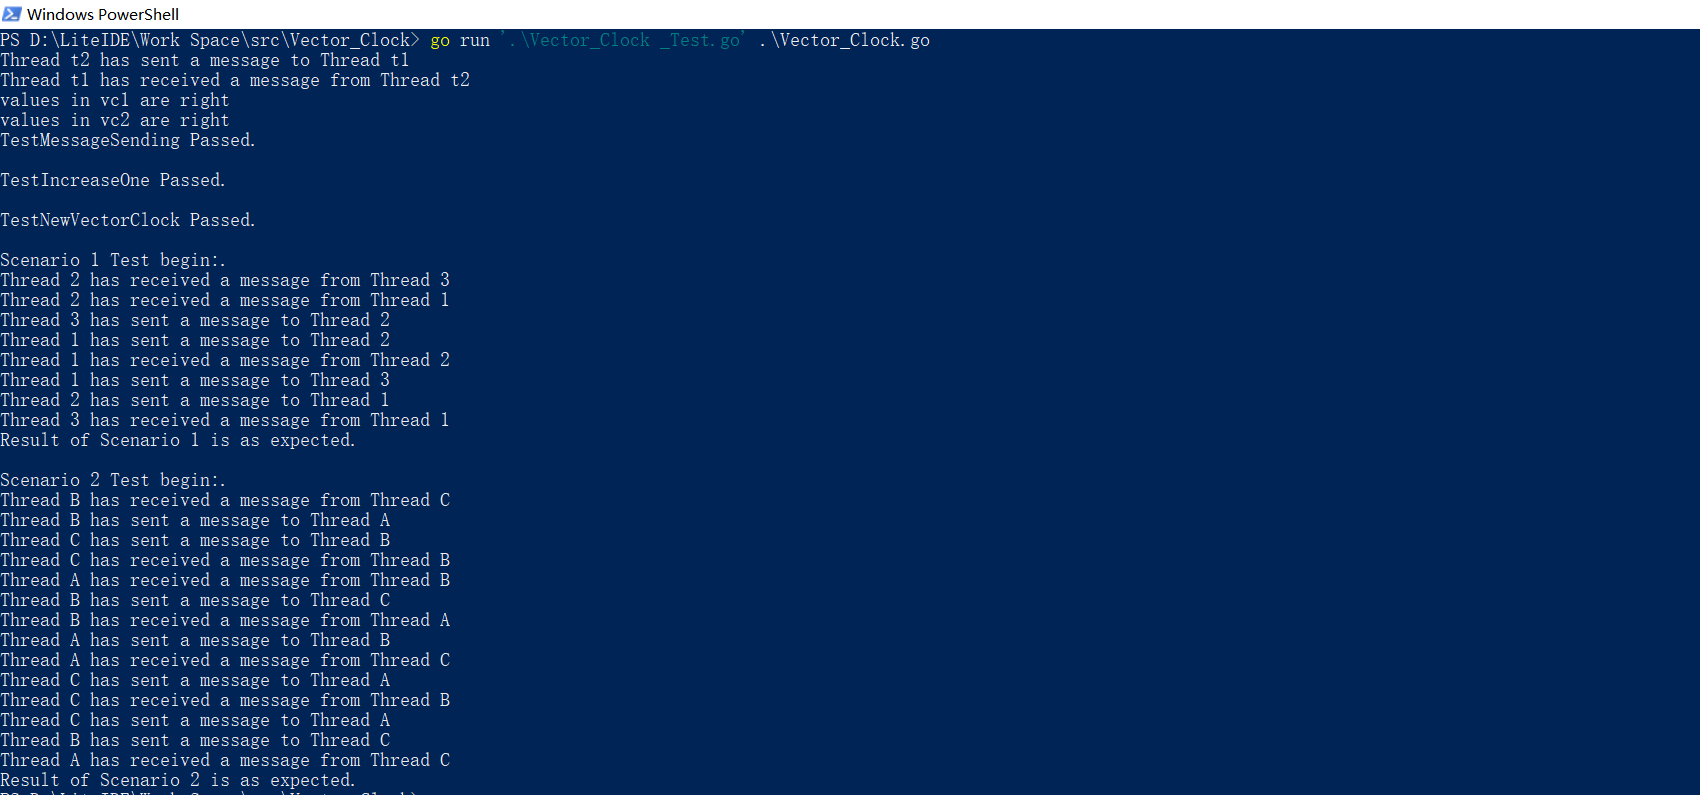 Windows PowerShell
PS D:\LiteIDE\Work Space\src\Vector_Clock> go run '.\Vector_Clock _Test.go' .\Vector_Clock.go
Thread t2 has sent a message to Thread t1
Thread t1 has received a message from Thread t2
values in vc1 are right
values in vc2 are right
TestMessageSending Passed.
TestIncreaseOne Passed.
TestNewVectorClock Passed.
Scenario 1 Test begin:.
Thread 2 has received a message from Thread 3
Thread 2 has received a message from Thread 1
Thread 3 has sent a message to Thread 2
Thread 1 has sent a message to Thread 2
Thread 1 has received a message from Thread 2
Thread 1 has sent a message to Thread 3
Thread 2 has sent a message to Thread 1
Thread 3 has received a message from Thread 1
Result of Scenario 1 is as expected.
Scenario 2 Test begin:.
Thread B has received a message from Thread C
Thread B has sent a message to Thread A
Thread C has sent a message to Thread B
Thread C has received a message from Thread B
Thread A has received a message from Thread B
Thread B has sent a message to Thread C
Thread B has received a message from Thread A
Thread A has sent a message to Thread B
Thread A has received a message from Thread C
Thread C has sent a message to Thread A
Thread C has received a message from Thread B
Thread C has sent a message to Thread A
Thread B has sent a message to Thread C
Thread A has received a message from Thread C
Result of Scenario 2 is as expected.
PS D:\LiteIDE\Work Space\src\Vector_Clock>